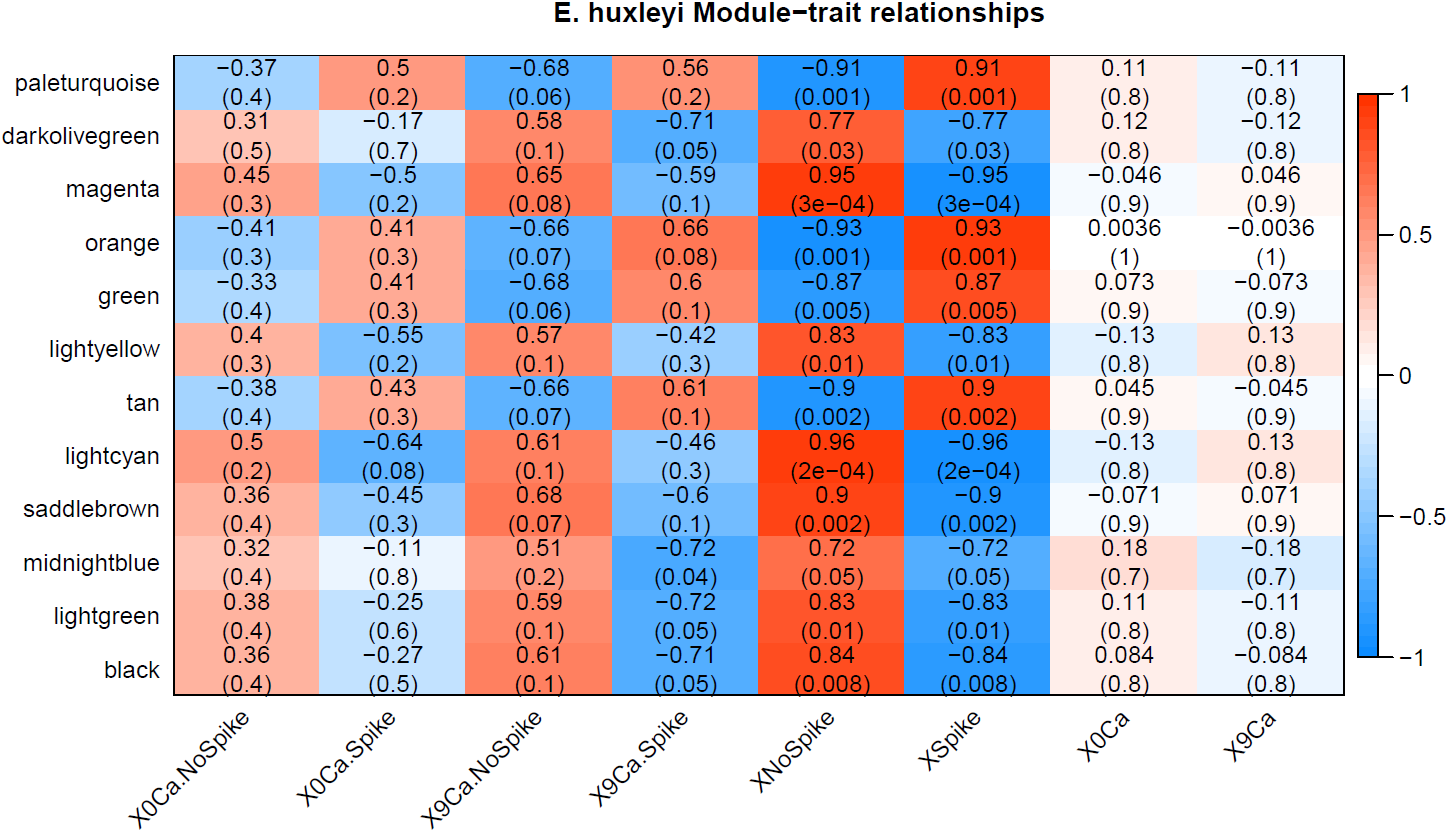 E. huxleyi Module−trait relationships
paleturquoise −0.37 0.5 −0.68 0.56 −0.91 0.91 0.11 −0.11
(0.4) (0.2) (0.06) (0.2) (0.001) (0.001) (0.8) (0.8)
darkolivegreen 0.31 −0.17 0.58 −0.71 0.77 −0.77 0.12 −0.12
(0.5) (0.7) (0.1) (0.05) (0.03) (0.03) (0.8) (0.8)
magenta 0.45 −0.5 0.65 −0.59 0.95 −0.95 −0.046 0.046
(0.3) (0.2) (0.08) (0.1) (3e−04) (3e−04) (0.9) (0.9)
orange −0.41 0.41 −0.66 0.66 −0.93 0.93 0.0036 −0.0036
(0.3) (0.3) (0.07) (0.08) (0.001) (0.001) (1) (1)
green −0.33 0.41 −0.68 0.6 −0.87 0.87 0.073 −0.073
(0.4) (0.3) (0.06) (0.1) (0.005) (0.005) (0.9) (0.9)
lightyellow 0.4 −0.55 0.57 −0.42 0.83 −0.83 −0.13 0.13
(0.3) (0.2) (0.1) (0.3) (0.01) (0.01) (0.8) (0.8)
tan −0.38 0.43 −0.66 0.61 −0.9 0.9 0.045 −0.045
(0.4) (0.3) (0.07) (0.1) (0.002) (0.002) (0.9) (0.9)
lightcyan 0.5 −0.64 0.61 −0.46 0.96 −0.96 −0.13 0.13
(0.2) (0.08) (0.1) (0.3) (2e−04) (2e−04) (0.8) (0.8)
saddlebrown 0.36 −0.45 0.68 −0.6 0.9 −0.9 −0.071 0.071
(0.4) (0.3) (0.07) (0.1) (0.002) (0.002) (0.9) (0.9)
midnightblue 0.32 −0.11 0.51 −0.72 0.72 −0.72 0.18 −0.18
(0.4) (0.8) (0.2) (0.04) (0.05) (0.05) (0.7) (0.7)
lightgreen 0.38 −0.25 0.59 −0.72 0.83 −0.83 0.11 −0.11
(0.4) (0.6) (0.1) (0.05) (0.01) (0.01) (0.8) (0.8)
black 0.36 −0.27 0.61 −0.71 0.84 −0.84 0.084 −0.084
(0.4) (0.5) (0.1) (0.05) (0.008) (0.008) (0.8) (0.8)
X0Ca.NoSpike
X0Ca.Spike
X9Ca.NoSpike
X9Ca.Spike
XNoSpike
XSpike
X0Ca
X9Ca
1
0.5
0
−0.5
−1